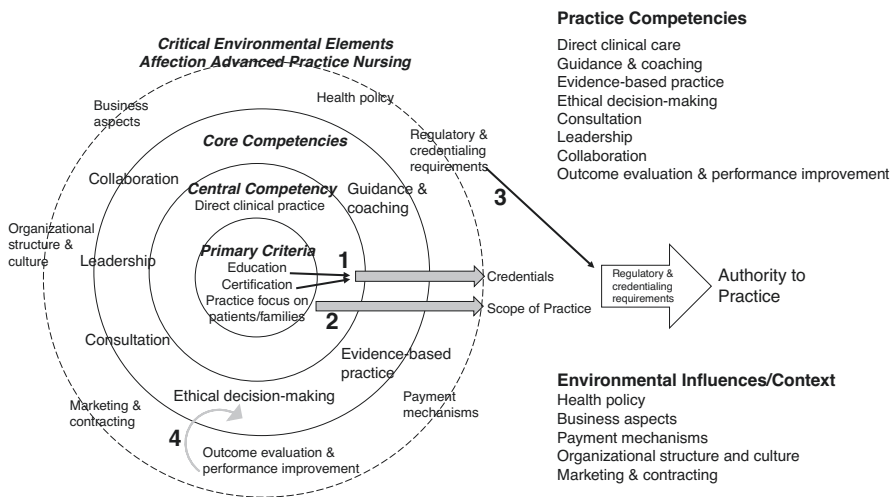 Critical Environmental Elements
Affection Advanced Practice Nursing
Business
aspects
Health policy
Core Competencies
Regulatory &
credentialing
requirements
Collaboration
Central Competency
Direct clinical practice
Guidance &
coaching
Organizational
structure &
culture
Leadership
Primary Criteria
Education
Certification
Practice focus on
patients/families
1
2
3
Credentials
Scope of Practice
Consultation
Evidence-based
practice
Ethical decision-making
Marketing &
contracting
Payment
mechanisms
4
Outcome evaluation &
performance improvement
Practice Competencies
Direct clinical care
Guidance & coaching
Evidence-based practice
Ethical decision-making
Consultation
Leadership
Collaboration
Outcome evaluation & performance improvement
Regulatory &
credentialing
requirements
Authority to
Practice
Environmental Influences/Context
Health policy
Business aspects
Payment mechanisms
Organizational structure and culture
Marketing & contracting